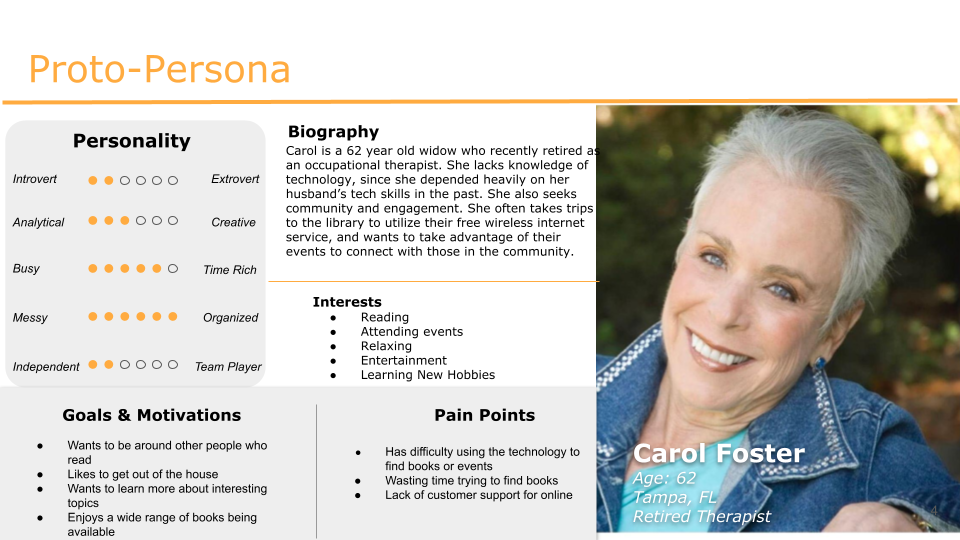 Proto-Persona
Personality
Introvert Extrovert
Analytical Creative
Busy Time Rich
Messy Organized
Independent Team Player
Biography
Carol is a 62 year old widow who recently retired as
an occupational therapist. She lacks knowledge of
technology, since she depended heavily on her
husband’s tech skills in the past. She also seeks
community and engagement. She often takes trips
to the library to utilize their free wireless internet
service, and wants to take advantage of their
events to connect with those in the community.
Interests
● Reading
● Attending events
● Relaxing
● Entertainment
● Learning New Hobbies
Goals & Motivations
● Wants to be around other people who
read
● Likes to get out of the house
● Wants to learn more about interesting
topics
● Enjoys a wide range of books being
available
Pain Points
● Has difficulty using the technology to
find books or events
● Wasting time trying to find books
● Lack of customer support for online
Carol Foster
Age: 62
Tampa, FL
Retired Therapist